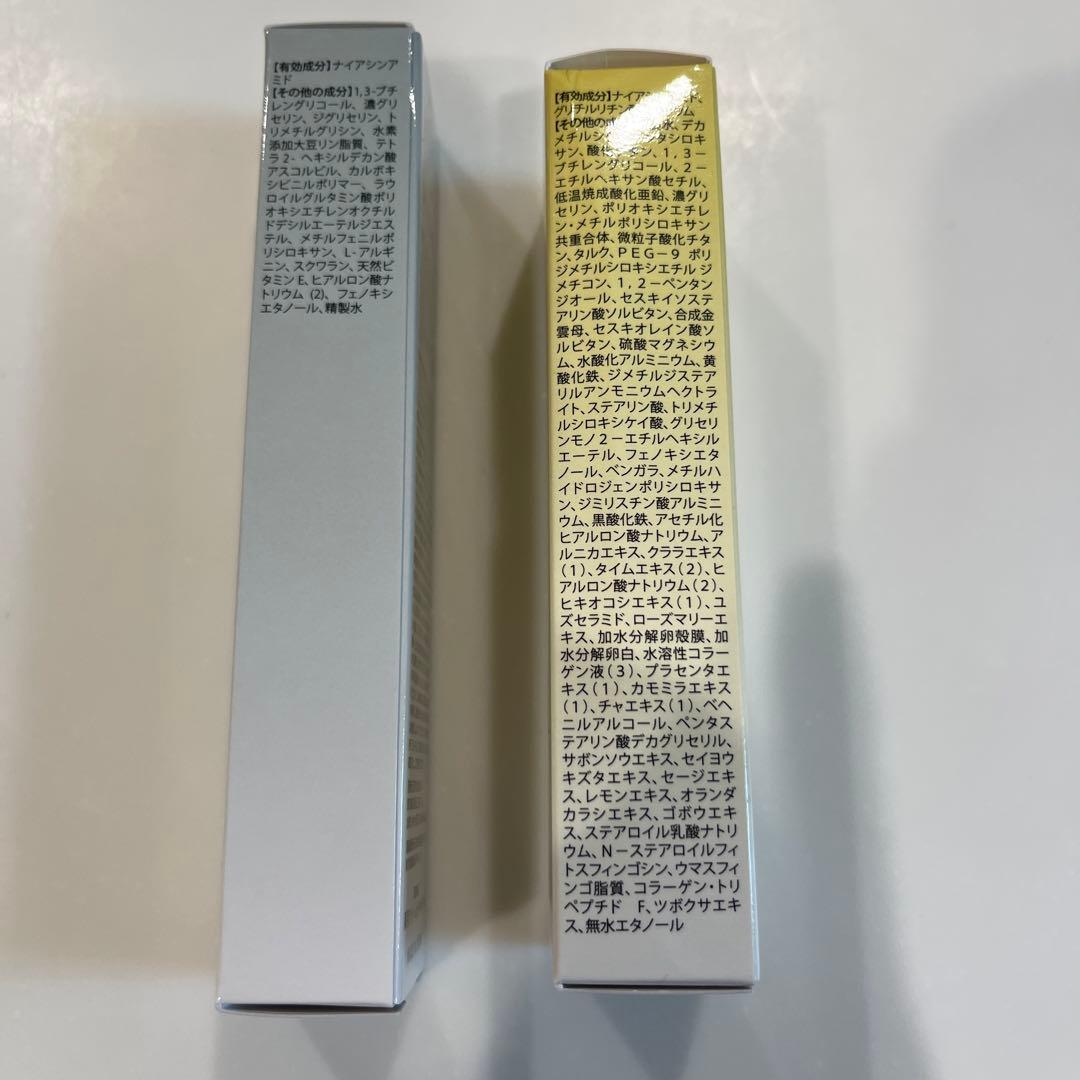 【有効成分】ナイアシンア
ミド
【その他の成分】1,3-ブチ
レングリコール、濃グリ
セリン、ジグリセリン、ト
リメチルグリシン、水素
添加大豆リン脂質、テト
ラ2- ヘキシルデカン酸
アスコルビル、カルボキ
シビニルポリマー、ラウ
ロイルグルタミン酸ポリ
オキシエチレンオクチル
ドデシルエーテルジエス
テル、メチルフェニルポ
リシロキサン、L-アルギ
ニン、スクワラン、天然ビ
タミンE、ヒアルロン酸ナ
トリウム (2)、フェノキシ
エタノール、精製水
【有効成分】ナイアシン ド、
グリチルリチン酸 ム
【その他の成 水、デカ
メチルシ タシロキ
サン、酸化 ン、1,3−
ブチレングリコール、2−
エチルヘキサン酸セチル、
低温焼成酸化亜鉛、濃グリ
セリン、ポリオキシエチレ
ン・メチルポリシロキサン
共重合体、微粒子酸化チタ
ン、タルク、PEG−9 ポリ
ジメチルシロキシエチル ジ
メチコン、1,2−ペンタン
ジオール、セスキイソステ
アリン酸ソルビタン、合成金
雲母、セスキオレイン酸ソ
ルビタン、硫酸マグネシウ
ム、水酸化アルミニウム、黄
酸化鉄、ジメチルジステア
リルアンモニウムヘクトラ
イト、ステアリン酸、トリメチ
ルシロキシケイ酸、グリセリ
ンモノ2−エチルヘキシル
エーテル、フェノキシエタ
ノール、ベンガラ、メチルハ
イドロジェンポリシロキサ
ン、ジミリスチン酸アルミニ
ウム、黒酸化鉄、アセチル化
ヒアルロン酸ナトリウム、ア
ルニカエキス、クララエキス
(1)、タイムエキス(2)、ヒ
アルロン酸ナトリウム(2)、
ヒキオコシエキス(1)、ユ
ズセラミド、ローズマリーエ
キス、加水分解卵殻膜、加
水分解卵白、水溶性コラー
ゲン液(3)、プラセンタエ
キス(1)、カモミラエキス
(1)、チャエキス(1)、ベヘ
ニルアルコール、ペンタス
テアリン酸デカグリセリル、
サボンソウエキス、セイヨウ
キズタエキス、セージエキ
ス、レモンエキス、オランダ
カラシエキス、ゴボウエキ
ス、ステアロイル乳酸ナトリ
ウム、N−ステアロイルフィ
トスフィンゴシン、ウマスフィ
ンゴ脂質、コラーゲン・トリ
ペプチド F、ツボクサエキ
ス、無水エタノール